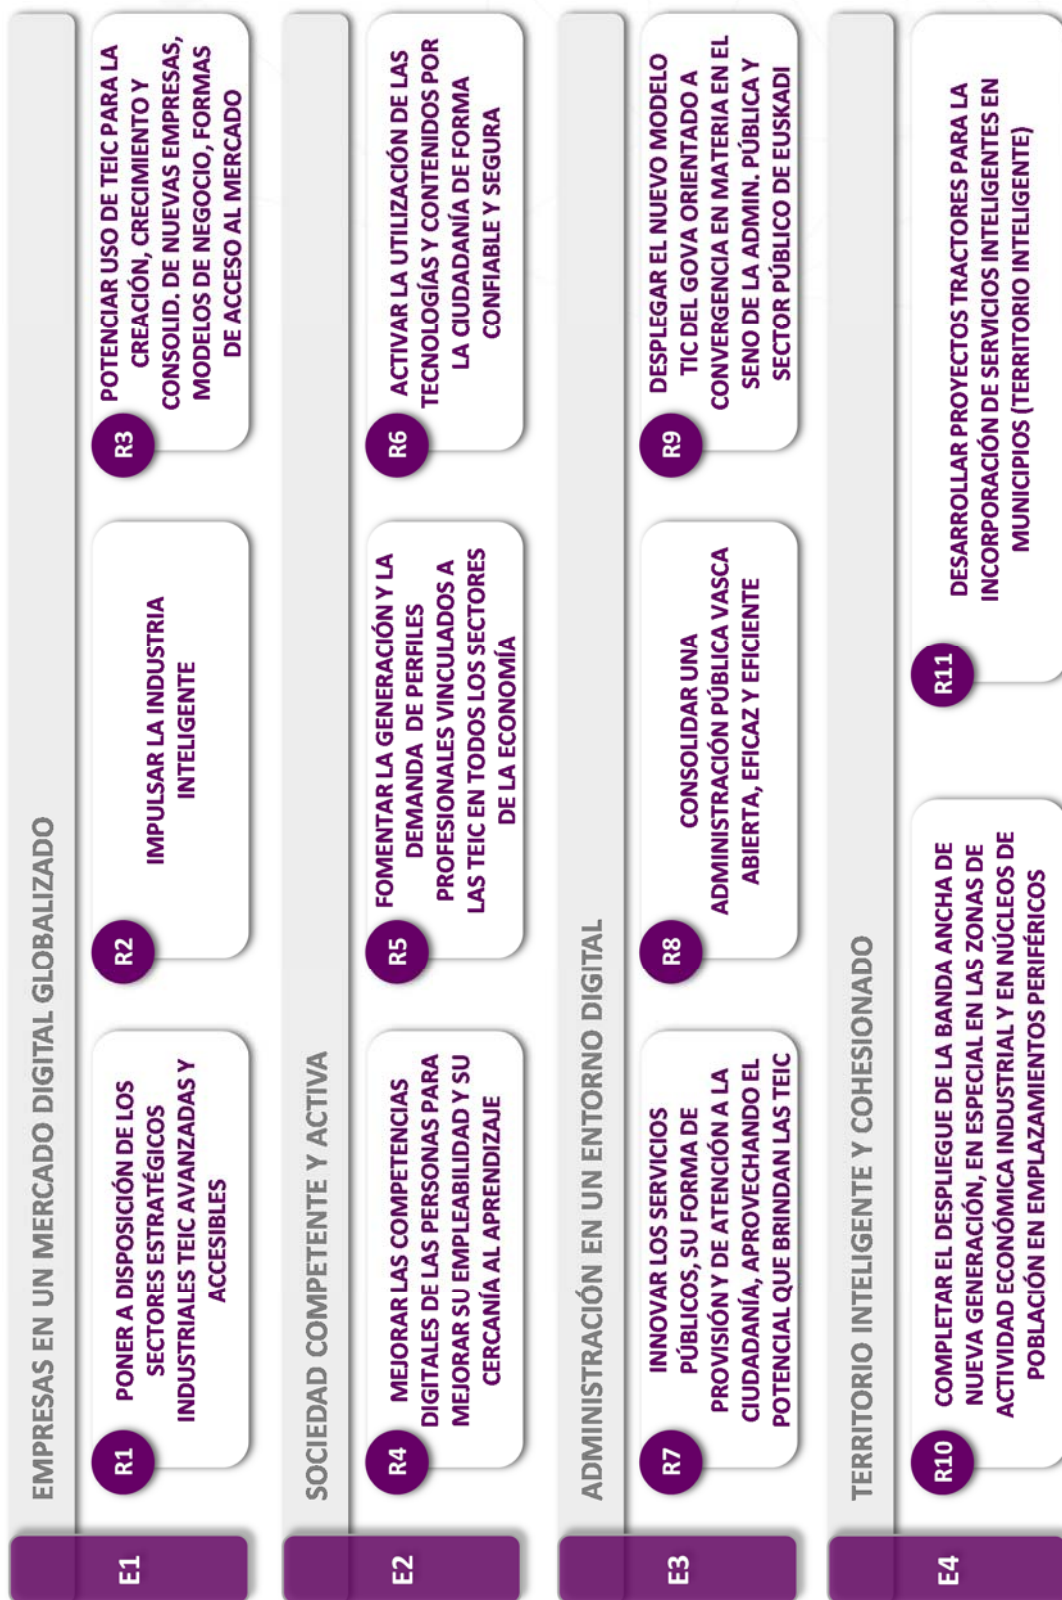 E1
EMPRESAS EN UN MERCADO DIGITAL GLOBALIZADO
R1
PONER A DISPOSICIÓN DE LOS
SECTORES ESTRATÉGICOS
INDUSTRIALES TEIC AVANZADAS Y
ACCESIBLES
R2
IMPULSAR LA INDUSTRIA
INTELIGENTE
R3
POTENCIAR USO DE TEIC PARA LA
CREACIÓN, CRECIMIENTO Y
CONSOLID. DE NUEVAS EMPRESAS,
MODELOS DE NEGOCIO, FORMAS
DE ACCESO AL MERCADO
E2
SOCIEDAD COMPETENTE Y ACTIVA
R4
MEJORAR LAS COMPETENCIAS
DIGITALES DE LAS PERSONAS PARA
MEJORAR SU EMPLEABILIDAD Y SU
CERCANÍA AL APRENDIZAJE
R5
FOMENTAR LA GENERACIÓN Y LA
DEMANDA DE PERFILES
PROFESIONALES VINCULADOS A
LAS TEIC EN TODOS LOS SECTORES
DE LA ECONOMÍA
R6
ACTIVAR LA UTILIZACIÓN DE LAS
TECNOLOGÍAS Y CONTENIDOS POR
LA CIUDADANÍA DE FORMA
CONFIABLE Y SEGURA
E3
ADMINISTRACIÓN EN UN ENTORNO DIGITAL
R7
INNOVAR LOS SERVICIOS
PÚBLICOS, SU FORMA DE
PROVISIÓN Y DE ATENCIÓN A LA
CIUDADANÍA, APROVECHANDO EL
POTENCIAL QUE BRINDAN LAS TEIC
R8
CONSOLIDAR UNA
ADMINISTRACIÓN PÚBLICA VASCA
ABIERTA, EFICAZ Y EFICIENTE
R9
DESPLEGAR EL NUEVO MODELO
TIC DEL GOVA ORIENTADO A
CONVERGENCIA EN MATERIA EN EL
SENO DE LA ADMIN. PÚBLICA Y
SECTOR PÚBLICO DE EUSKADI
E4
TERRITORIO INTELIGENTE Y COHESIONADO
R10
COMPLETAR EL DESPLIEGUE DE LA BANDA ANCHA DE
NUEVA GENERACIÓN, EN ESPECIAL EN LAS ZONAS DE
ACTIVIDAD ECONÓMICA INDUSTRIAL Y EN NÚCLEOS DE
POBLACIÓN EN EMPLAZAMIENTOS PERIFÉRICOS
R11
DESARROLLAR PROYECTOS TRACTORES PARA LA
INCORPORACIÓN DE SERVICIOS INTELIGENTES EN
MUNICIPIOS (TERRITORIO INTELIGENTE)